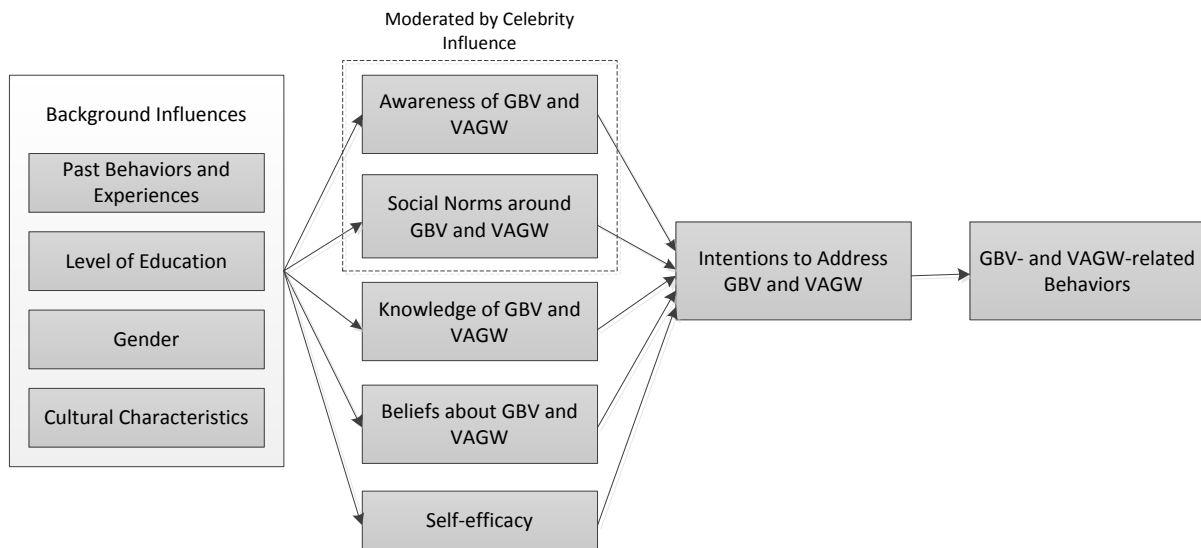 Moderated by Celebrity
Influence
Background Influences
Past Behaviors and
Experiences
Level of Education
Gender
Cultural Characteristics
Awareness of GBV and
VAGW
Social Norms around
GBV and VAGW
Knowledge of GBV and
VAGW
Beliefs about GBV and
VAGW
Self-efficacy
Intentions to Address
GBV and VAGW
GBV- and VAGW-related
Behaviors